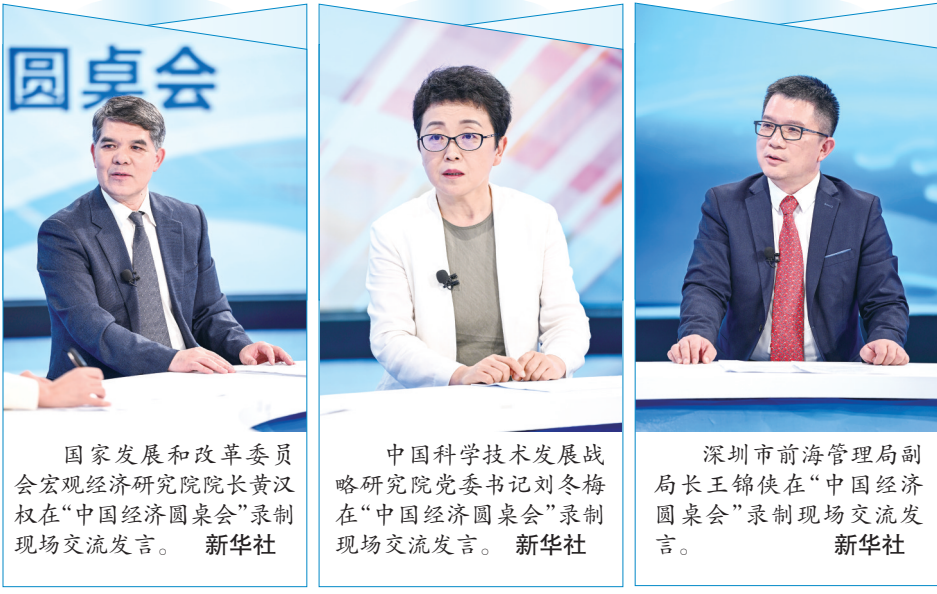 圆桌会
国家发展和改革委员
会宏观经济研究院院长黄汉
权在“中国经济圆桌会”录制
现场交流发言。 新华社
中国科学技术发展战
略研究院党委书记刘冬梅
在“中国经济圆桌会”录制
现场交流发言。 新华社
深圳市前海管理局副
局长王锦侠在“中国经济
圆桌会”录制现场交流发
言。 新华社